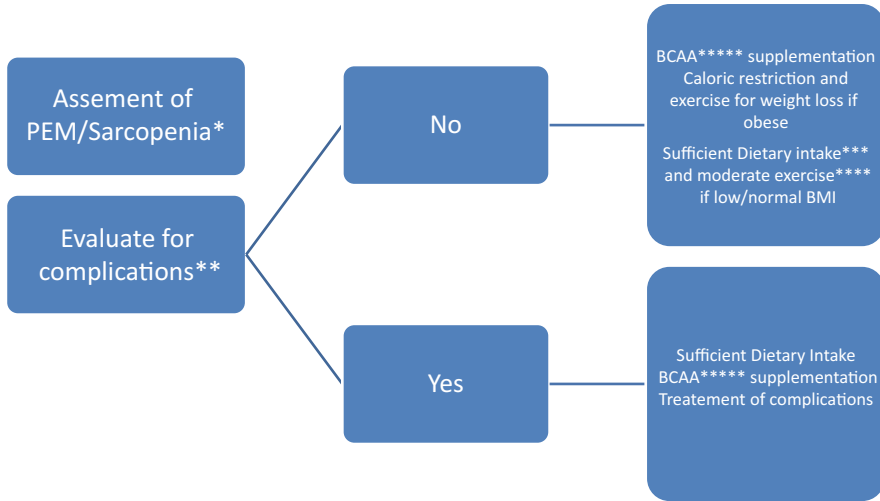 Assement of
PEM/Sarcopenia*
Evaluate for
complications**
No
BCAA***** supplementation
Caloric restriction and
exercise for weight loss if
obese
Sufficient Dietary intake***
and moderate exercise****
if low/normal BMI
Yes
Sufficient Dietary Intake
BCAA***** supplementation
Treatement of complications